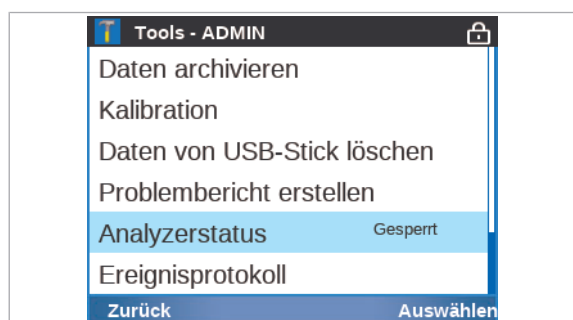 Tools - ADMIN
Daten archivieren
Kalibration
Daten von USB-Stick löschen
Problembericht erstellen
Analyzerstatus Gesperrt
Ereignisprotokoll
Zurück Auswählen